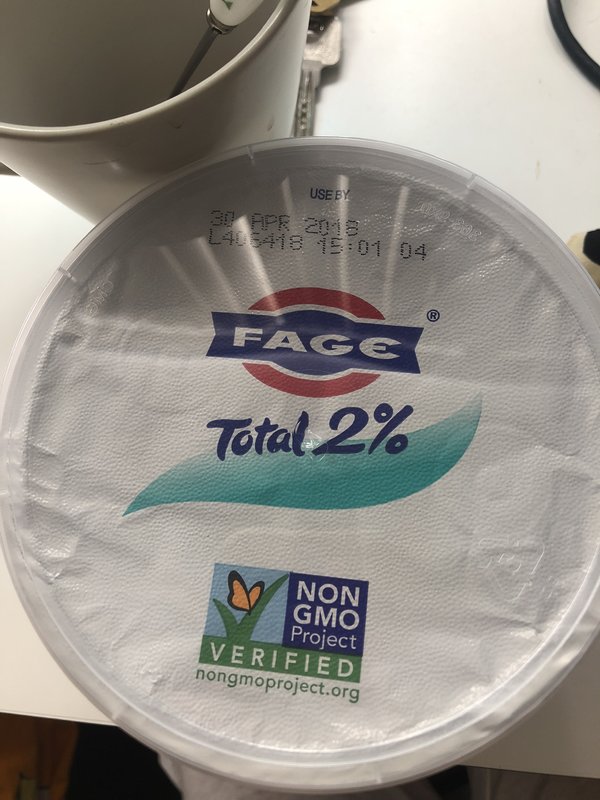 USE BY
30 APR 2018
L406418 15:01 04
FAGE®
Total 2%
NON
GMO
Project
VERIFIED
nongmoproject.org